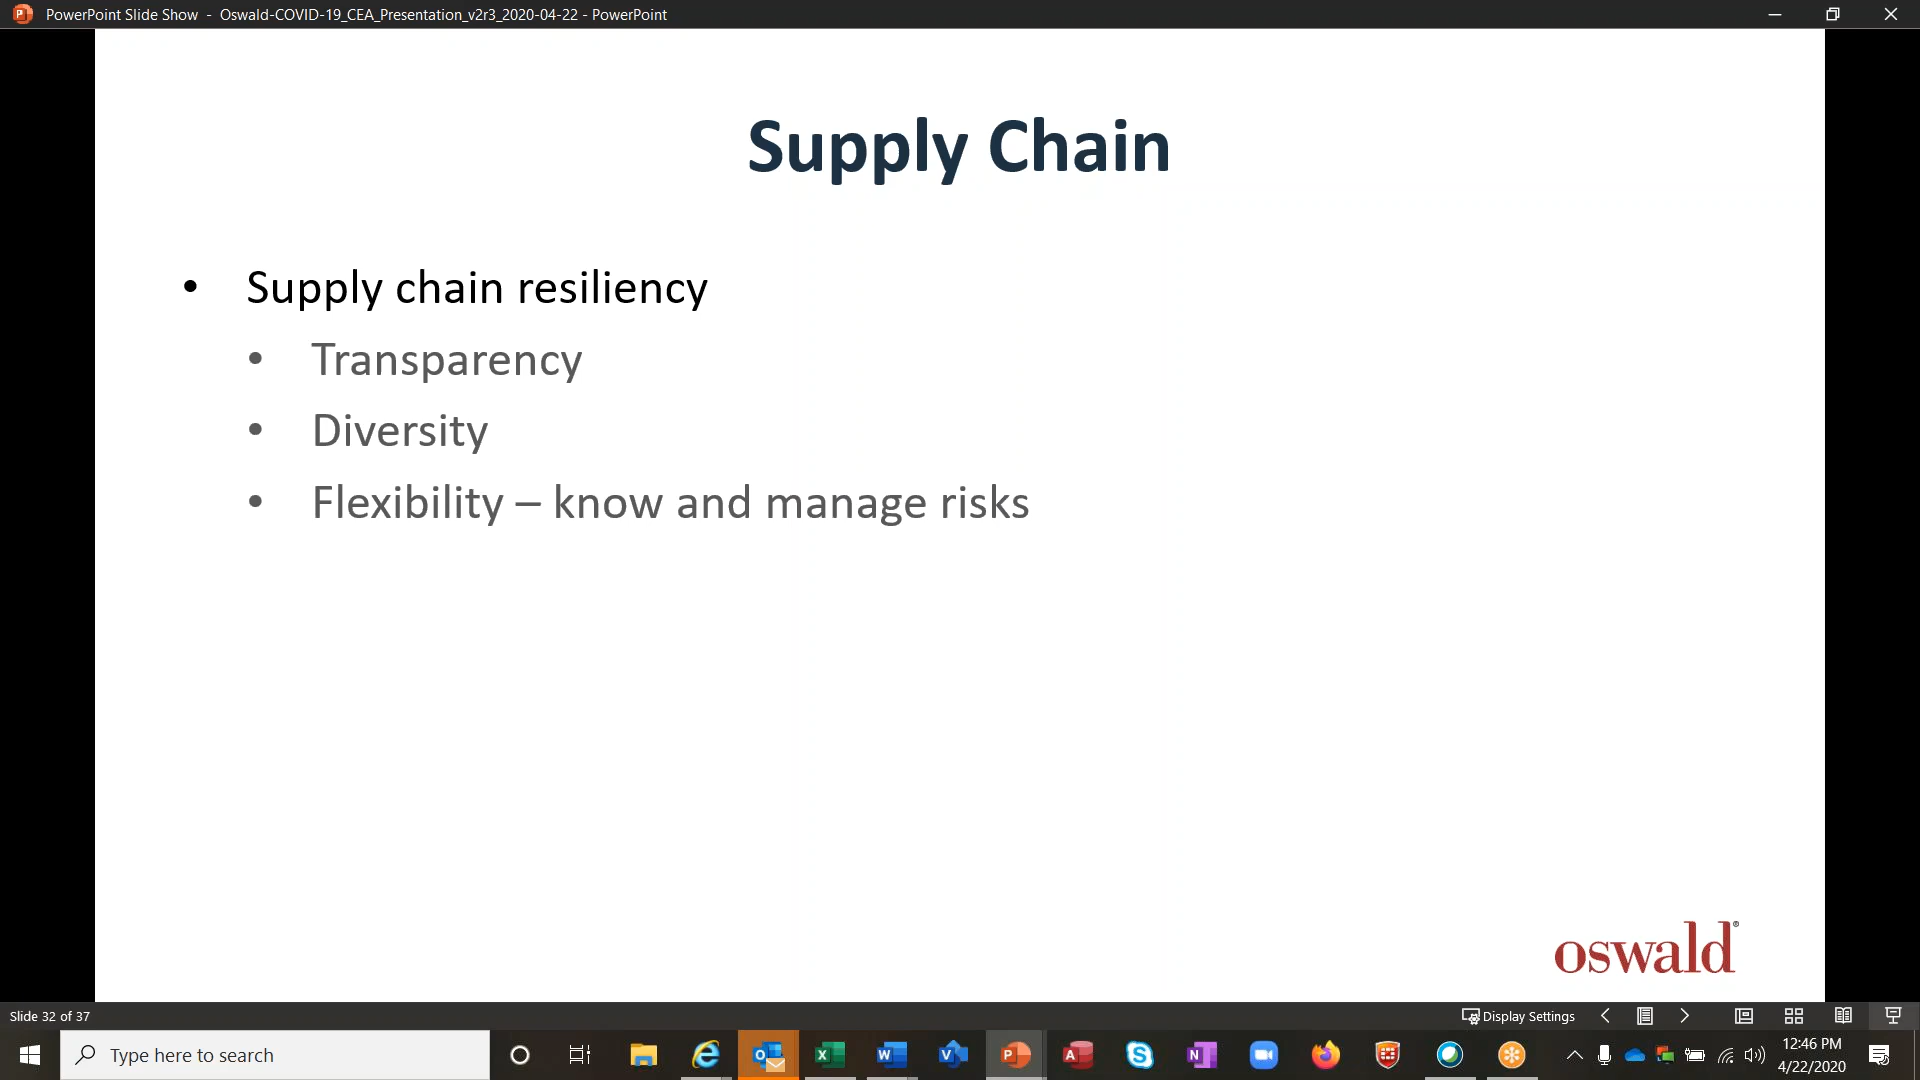 PowerPoint Slide Show - Oswald-COVID-19_CEA_Presentation_v2r3_2020-04-22 - PowerPoint
Supply Chain
• Supply chain resiliency
• Transparency
• Diversity
• Flexibility – know and manage risks
oswald®
Slide 32 of 37
Display Settings
Type here to search
12:46 PM
4/22/2020